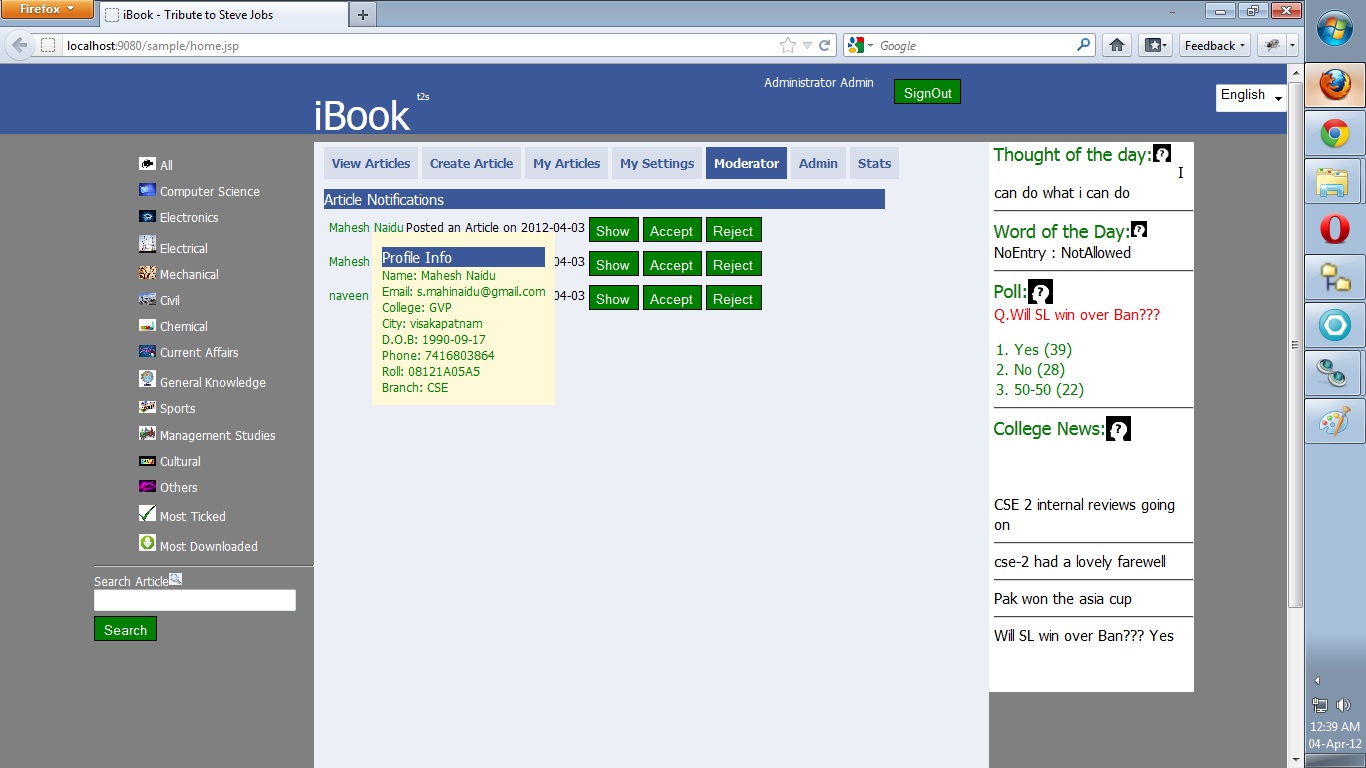 Firefox
iBook - Tribute to Steve Jobs
localhost:9080/sample/home.jsp
Google
Feedback
Administrator Admin
SignOut
iBook t2s
English
All
Computer Science
Electronics
Electrical
Mechanical
Civil
Chemical
Current Affairs
General Knowledge
Sports
Management Studies
Cultural
Others
Most Ticked
Most Downloaded
Search Article
Search
View Articles Create Article My Articles My Settings Moderator Admin Stats
Article Notifications
Mahesh Naidu Posted an Article on 2012-04-03 Show Accept Reject
Mahesh 04-03 Show Accept Reject
naveen 04-03 Show Accept Reject
Profile Info
Name: Mahesh Naidu
Email: s.mahinaidu@gmail.com
College: GVP
City: visakapatnam
D.O.B: 1990-09-17
Phone: 7416803864
Roll: 08121A05A5
Branch: CSE
Thought of the day:
I
can do what i can do
Word of the Day:
NoEntry : NotAllowed
Poll:
Q.Will SL win over Ban???
1. Yes (39)
2. No (28)
3. 50-50 (22)
College News:
CSE 2 internal reviews going
on
cse-2 had a lovely farewell
Pak won the asia cup
Will SL win over Ban??? Yes
12:39 AM
04-Apr-12